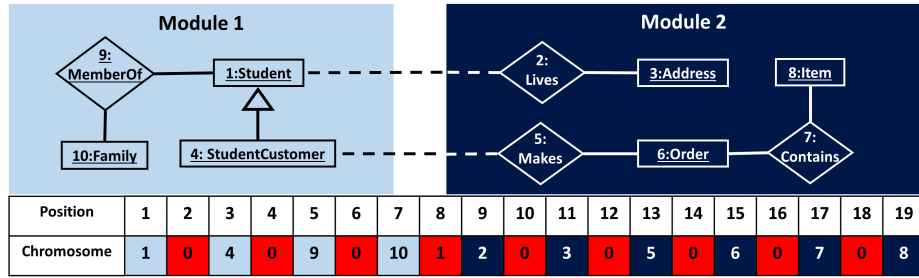 Module 1
Module 2
9:
MemberOf
1:Student
2:
Lives
3:Address
8:Item
10:Family
4: StudentCustomer
5:
Makes
6:Order
7:
Contains
Position 1 2 3 4 5 6 7 8 9 10 11 12 13 14 15 16 17 18 19
Chromosome 1 0 4 0 9 0 10 1 2 0 3 0 5 0 6 0 7 0 8